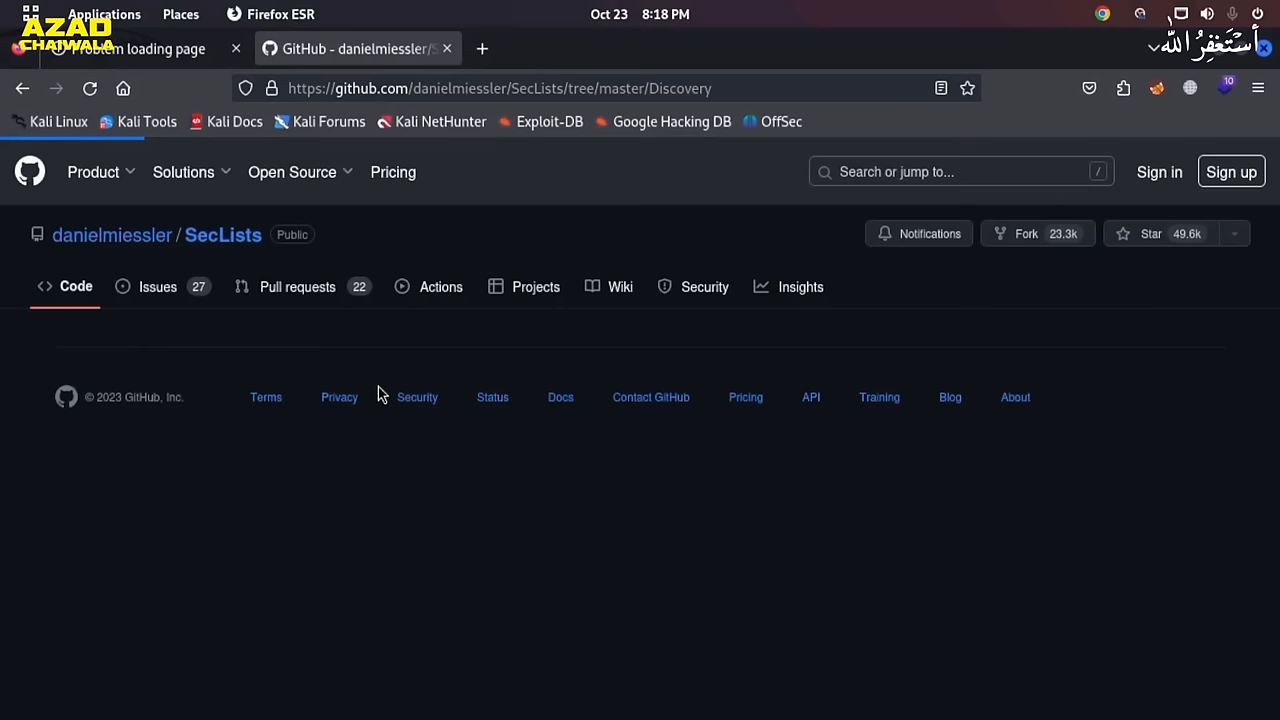 Applications Places Firefox ESR Oct 23 8:18 PM
AZAD
CHAIWALA
أستغفر الله
Problem loading page GitHub - danielmiessler/S
https://github.com/danielmiessler/SecLists/tree/master/Discovery 10
Kali Linux Kali Tools Kali Docs Kali Forums Kali NetHunter Exploit-DB Google Hacking DB OffSec
Product Solutions Open Source Pricing Search or jump to... / Sign in Sign up
danielmiessler / SecLists Public Notifications Fork 23.3k Star 49.6k
Code Issues 27 Pull requests 22 Actions Projects Wiki Security Insights
© 2023 GitHub, Inc. Terms Privacy Security Status Docs Contact GitHub Pricing API Training Blog About